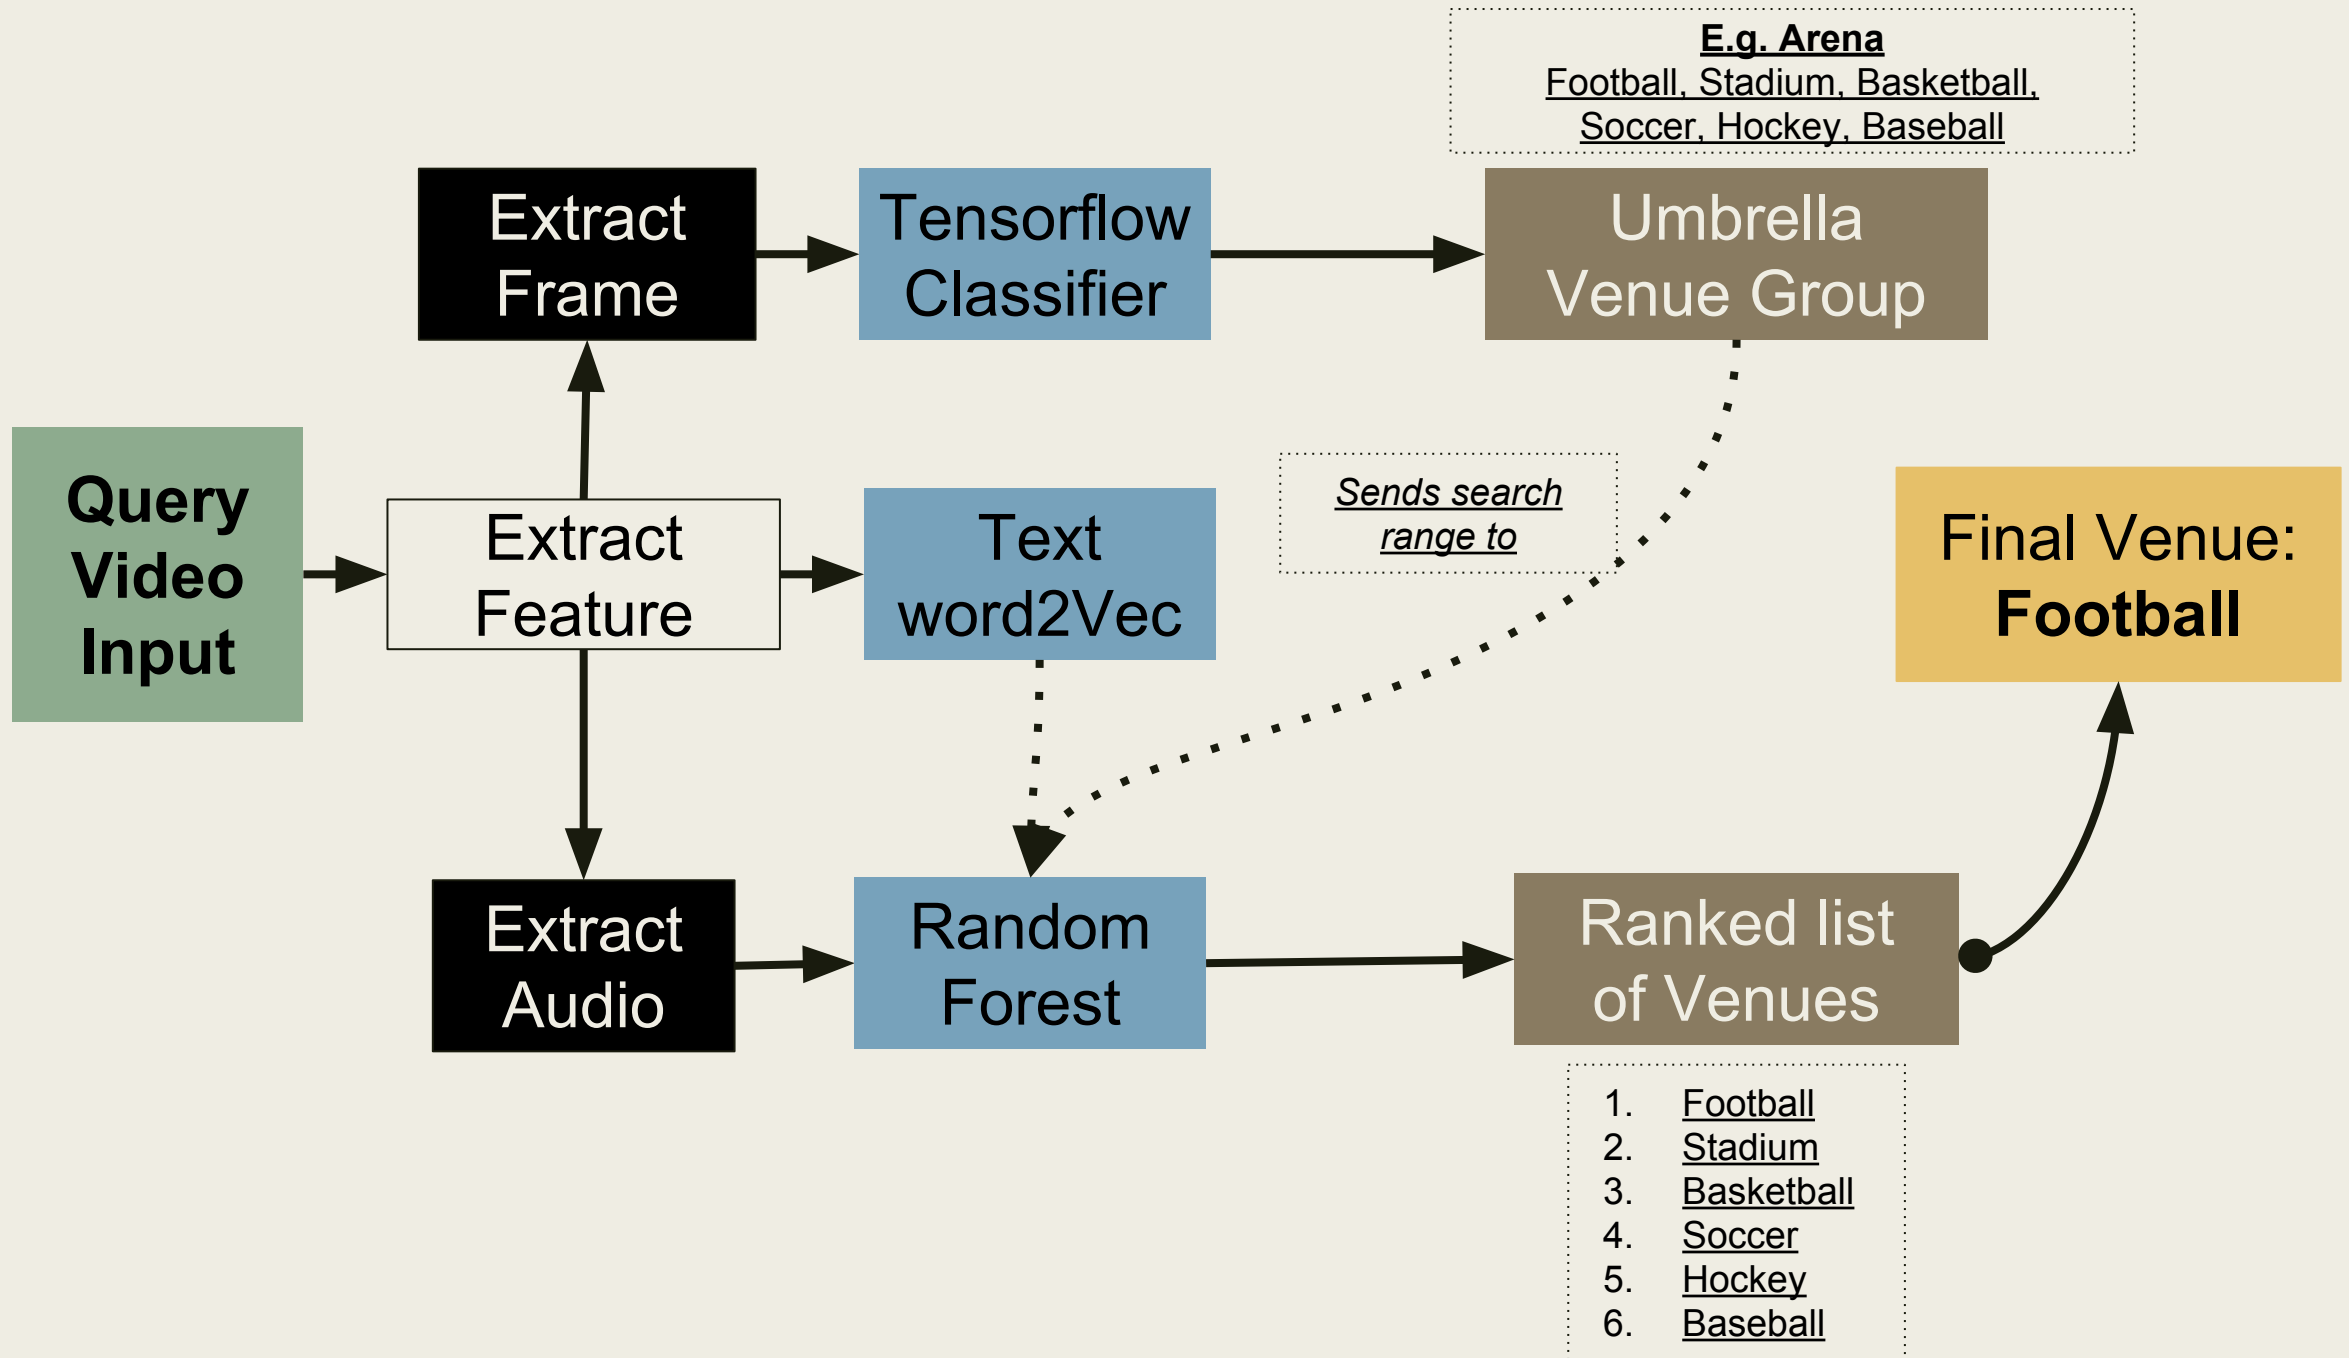 E.g. Arena
Football, Stadium, Basketball,
Soccer, Hockey, Baseball
Extract
Frame
Tensorflow
Classifier
Umbrella
Venue Group
Query
Video
Input
Extract
Feature
Text
word2Vec
Sends search
range to
Final Venue:
Football
Extract
Audio
Random
Forest
Ranked list
of Venues
1. Football
2. Stadium
3. Basketball
4. Soccer
5. Hockey
6. Baseball